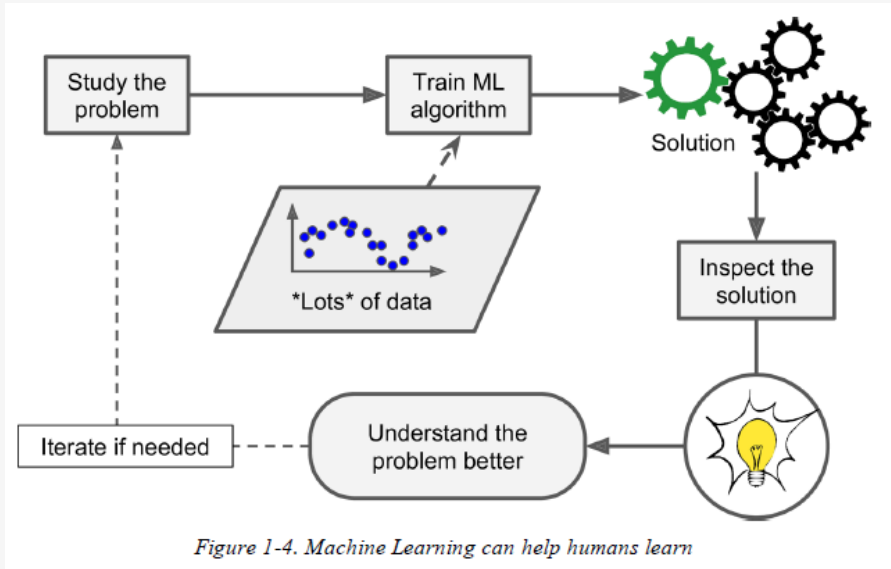 Study the
problem
Train ML
algorithm
Solution
*Lots* of data
Inspect the
solution
Understand the
problem better
Iterate if needed
Figure 1-4. Machine Learning can help humans learn